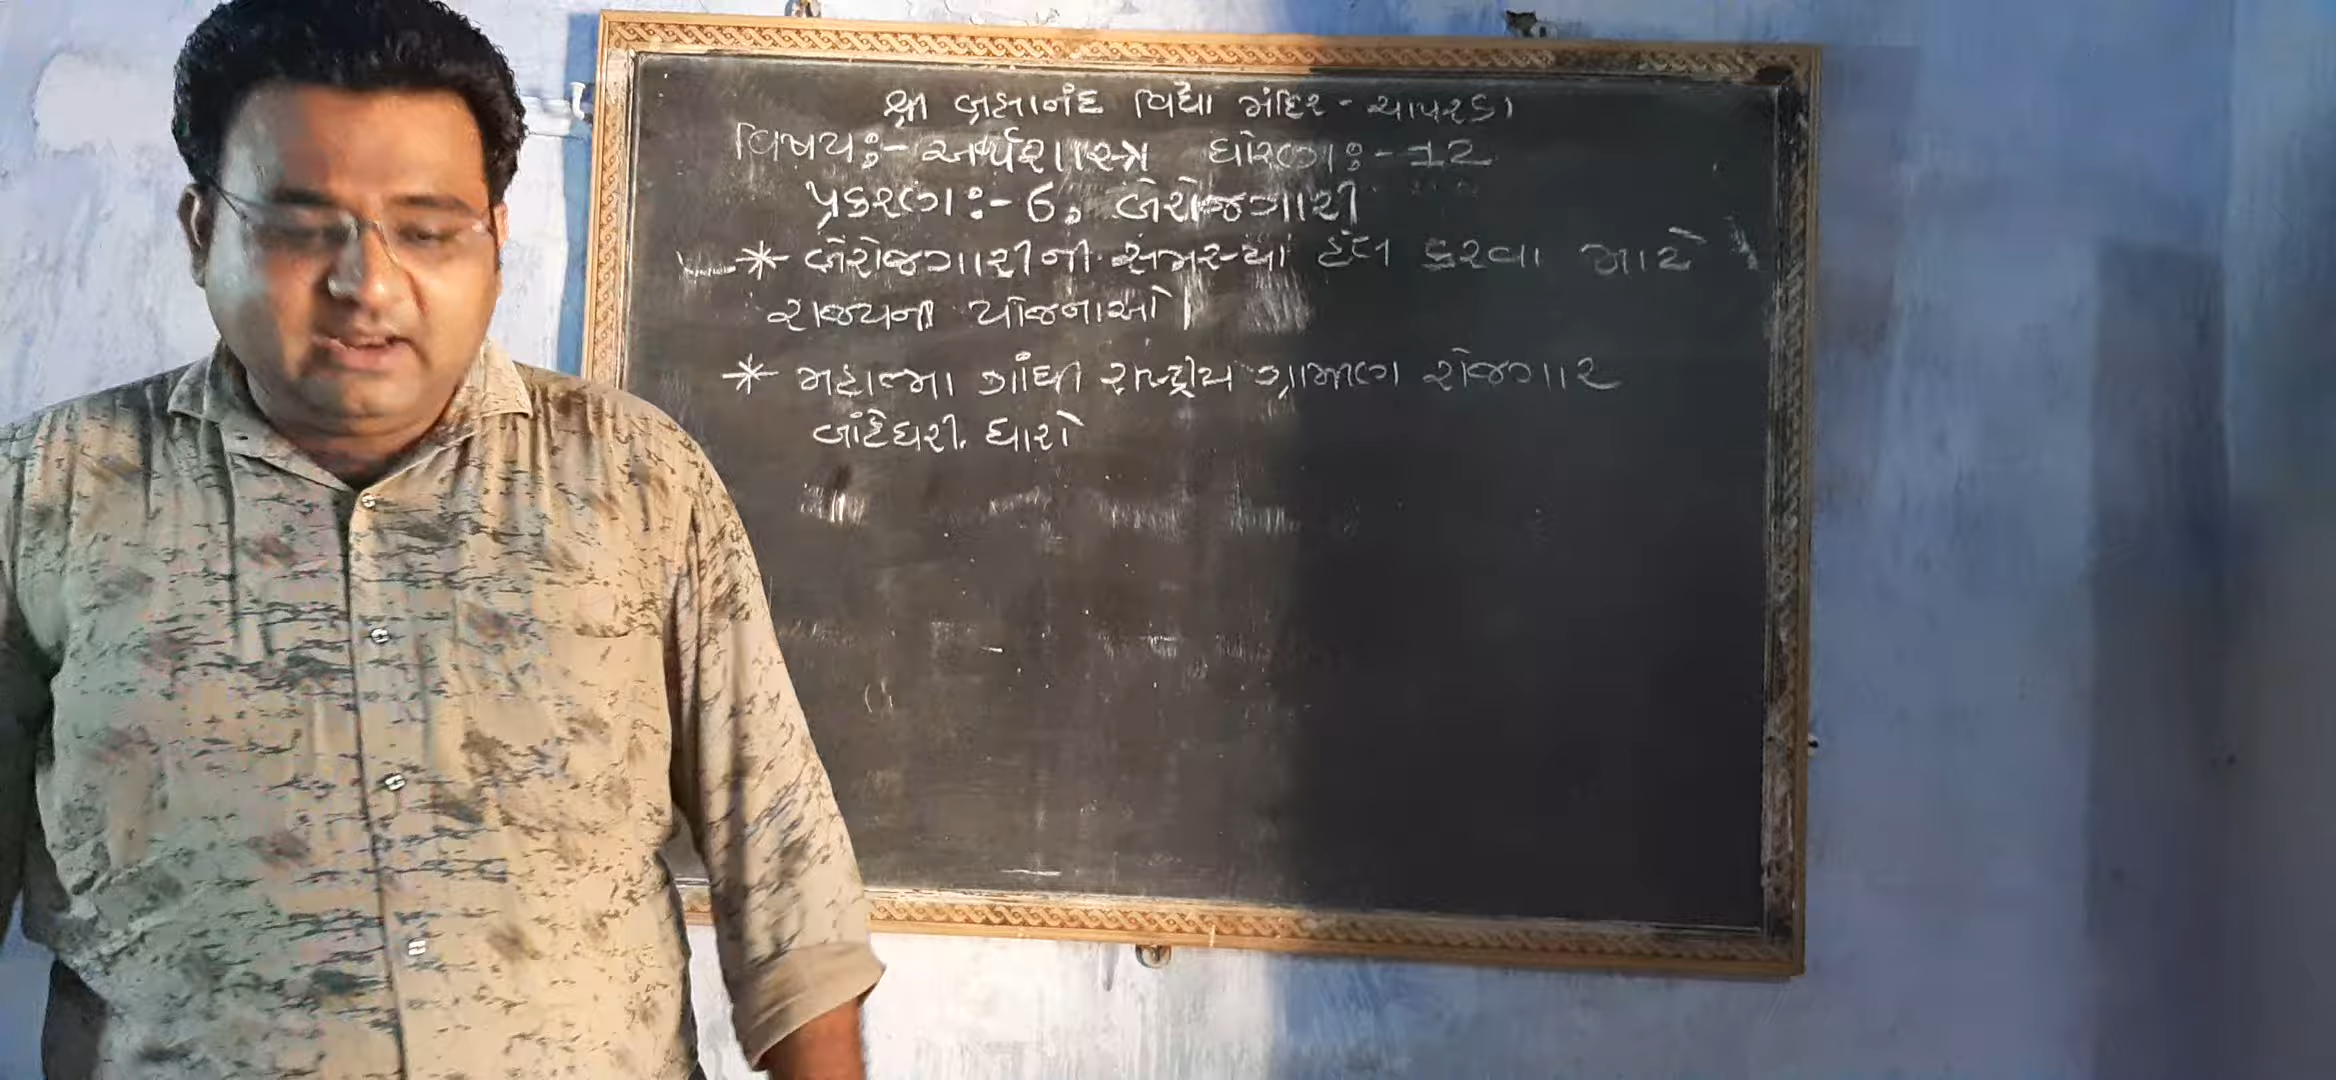 શ્રી બ્રહ્માનંદ વિદ્યા મંદિર - ચાપરડા
વિષય:- અર્થશાસ્ત્ર ધોરણ:- 12
પ્રકરણ:- 6. બેરોજગારી
* બેરોજગારીની સમસ્યા હલ કરવા માટે
રાજ્યની યોજનાઓ।
* મહાત્મા ગાંધી રાષ્ટ્રીય ગ્રામીણ રોજગાર
બાંહેધરી. ધારો